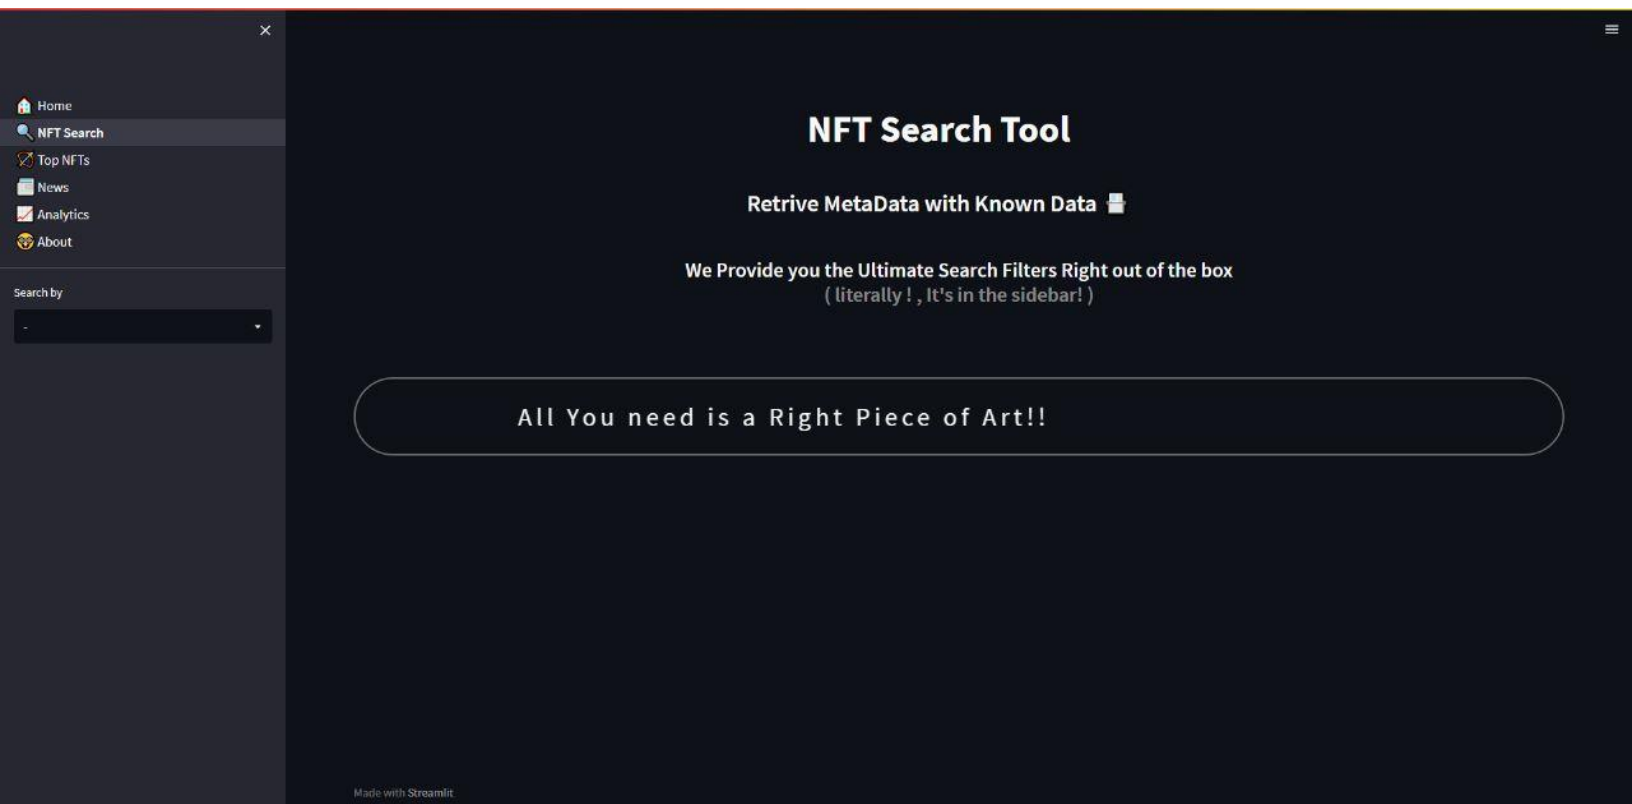 Home
NFT Search
Top NFTs
News
Analytics
About
Search by
-
NFT Search Tool
Retrive MetaData with Known Data
We Provide you the Ultimate Search Filters Right out of the box
( literally ! , It's in the sidebar! )
All You need is a Right Piece of Art!!
Made with Streamlit